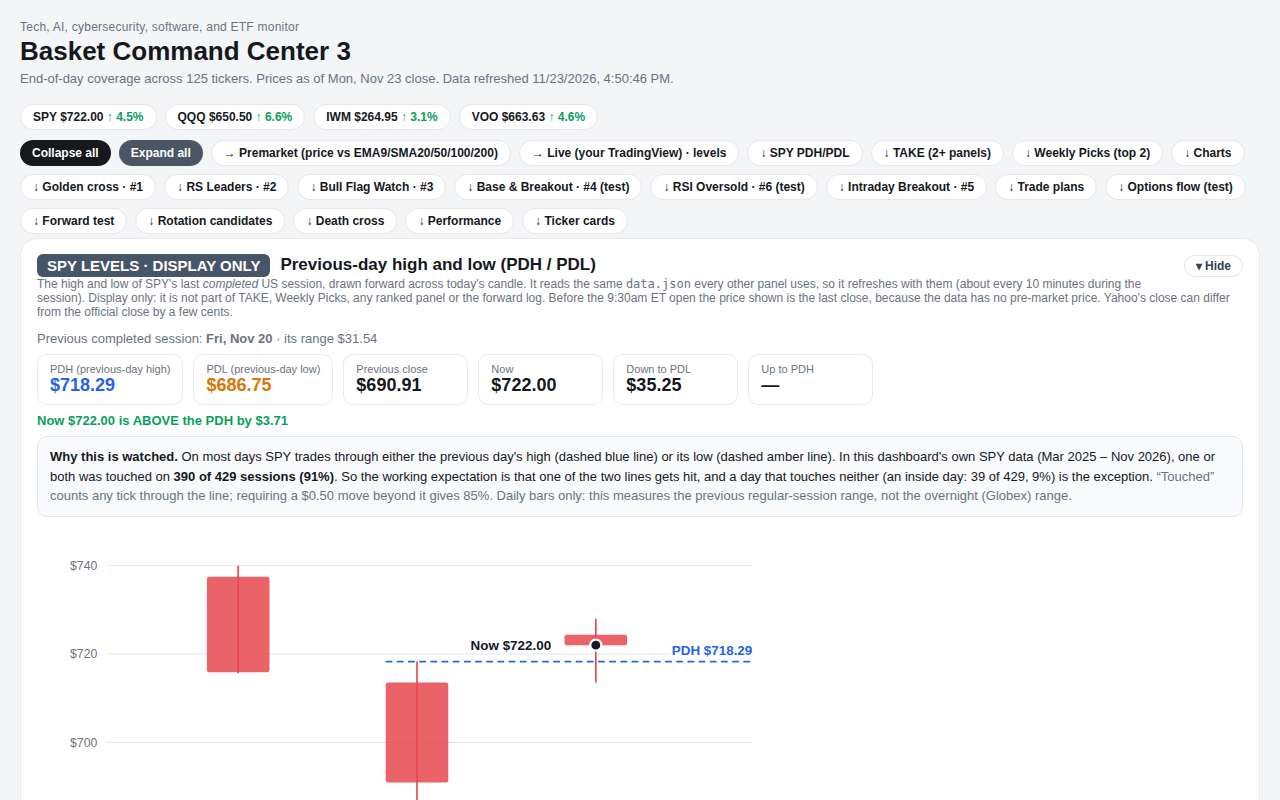 Tech, AI, cybersecurity, software, and ETF monitor
Basket Command Center 3
End-of-day coverage across 125 tickers. Prices as of Mon, Nov 23 close. Data refreshed 11/23/2026, 4:50:46 PM.
SPY $722.00 ↑ 4.5% QQQ $650.50 ↑ 6.6% IWM $264.95 ↑ 3.1% VOO $663.63 ↑ 4.6%
Collapse all Expand all → Premarket (price vs EMA9/SMA20/50/100/200) → Live (your TradingView) · levels ↓ SPY PDH/PDL ↓ TAKE (2+ panels) ↓ Weekly Picks (top 2) ↓ Charts
↓ Golden cross · #1 ↓ RS Leaders · #2 ↓ Bull Flag Watch · #3 ↓ Base & Breakout · #4 (test) ↓ RSI Oversold · #6 (test) ↓ Intraday Breakout · #5 ↓ Trade plans ↓ Options flow (test)
↓ Forward test ↓ Rotation candidates ↓ Death cross ↓ Performance ↓ Ticker cards
SPY LEVELS · DISPLAY ONLY Previous-day high and low (PDH / PDL) ▾ Hide
The high and low of SPY's last completed US session, drawn forward across today's candle. It reads the same data.json every other panel uses, so it refreshes with them (about every 10 minutes during the
session). Display only: it is not part of TAKE, Weekly Picks, any ranked panel or the forward log. Before the 9:30am ET open the price shown is the last close, because the data has no pre-market price. Yahoo's close can differ
from the official close by a few cents.
Previous completed session: Fri, Nov 20 · its range $31.54
PDH (previous-day high) PDL (previous-day low) Previous close Now Down to PDL Up to PDH
$718.29 $686.75 $690.91 $722.00 $35.25 —
Now $722.00 is ABOVE the PDH by $3.71
Why this is watched. On most days SPY trades through either the previous day's high (dashed blue line) or its low (dashed amber line). In this dashboard's own SPY data (Mar 2025 – Nov 2026), one or
both was touched on 390 of 429 sessions (91%). So the working expectation is that one of the two lines gets hit, and a day that touches neither (an inside day: 39 of 429, 9%) is the exception. “Touched”
counts any tick through the line; requiring a $0.50 move beyond it gives 85%. Daily bars only: this measures the previous regular-session range, not the overnight (Globex) range.
$740
Now $722.00
PDH $718.29
$720
$700